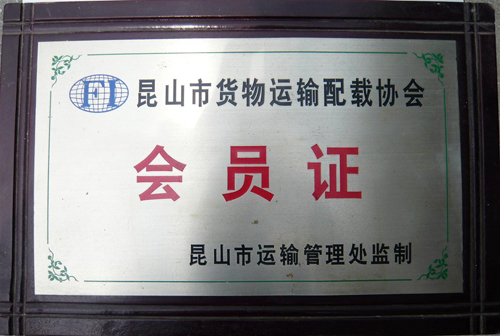 FI 昆山市货物运输配载协会
会员证
昆山市运输管理处监制